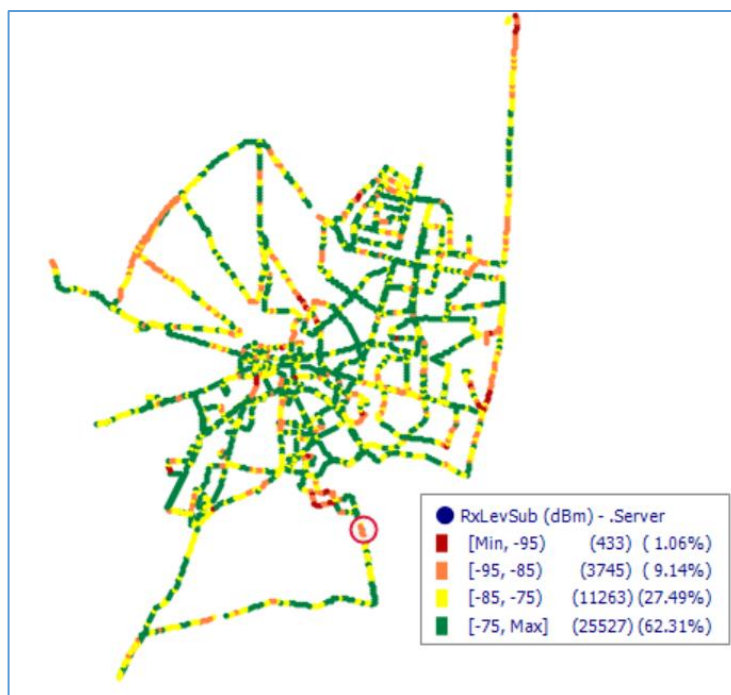 RxLevSub (dBm) - .Server
[Min, -95) (433) ( 1.06%)
[-95, -85) (3745) ( 9.14%)
[-85, -75) (11263) (27.49%)
[-75, Max] (25527) (62.31%)